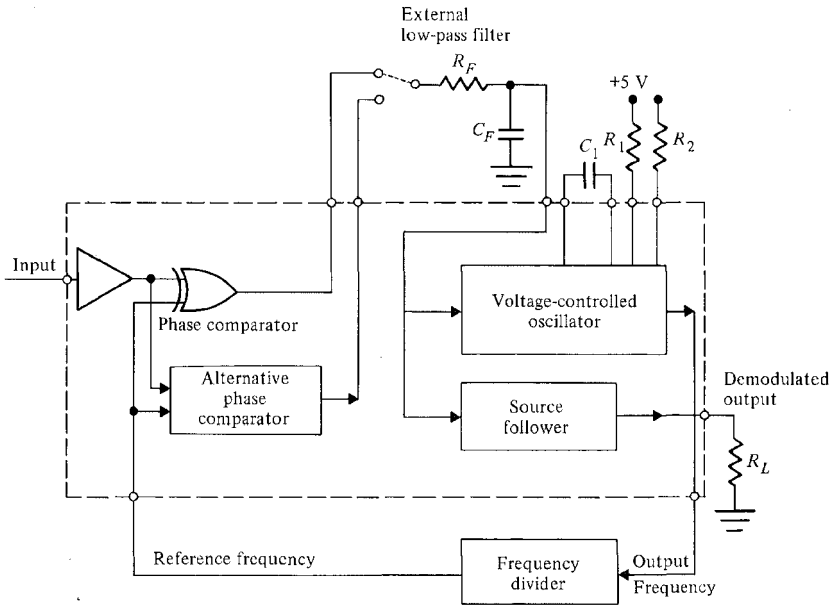 External
low-pass filter
R_F
+5 V
C_F
C_1
R_1
R_2
Input
Phase comparator
Voltage-controlled
oscillator
Alternative
phase
comparator
Demodulated
output
Source
follower
R_L
Reference frequency
Frequency
divider
Output
Frequency